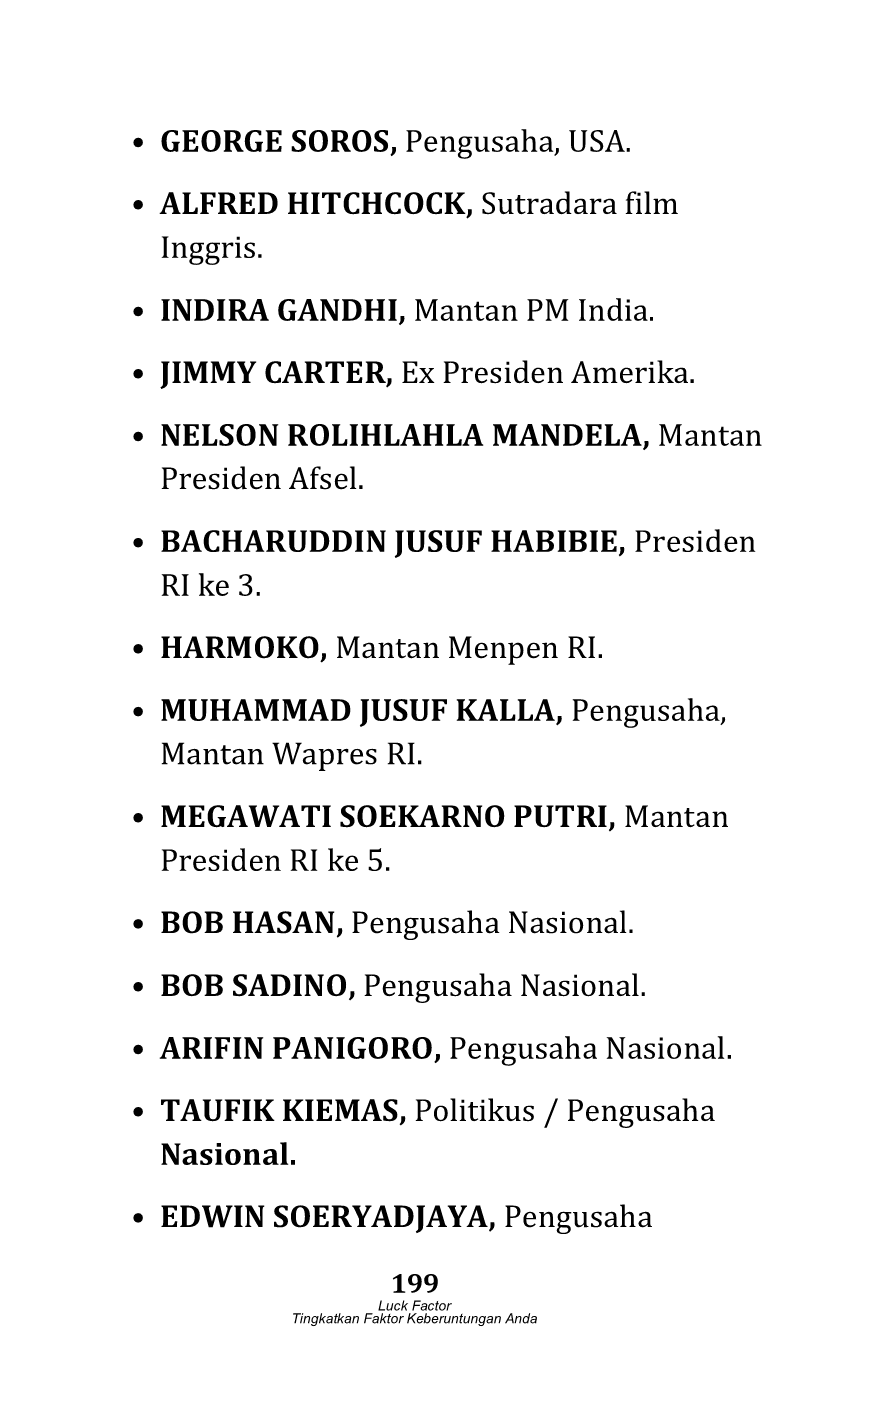 • GEORGE SOROS, Pengusaha, USA.
• ALFRED HITCHCOCK, Sutradara film
Inggris.
• INDIRA GANDHI, Mantan PM India.
• JIMMY CARTER, Ex Presiden Amerika.
• NELSON ROLIHLAHLA MANDELA, Mantan
Presiden Afsel.
• BACHARUDDIN JUSUF HABIBIE, Presiden
RI ke 3.
• HARMOKO, Mantan Menpen RI.
• MUHAMMAD JUSUF KALLA, Pengusaha,
Mantan Wapres RI.
• MEGAWATI SOEKARNO PUTRI, Mantan
Presiden RI ke 5.
• BOB HASAN, Pengusaha Nasional.
• BOB SADINO, Pengusaha Nasional.
• ARIFIN PANIGORO, Pengusaha Nasional.
• TAUFIK KIEMAS, Politikus / Pengusaha
Nasional.
• EDWIN SOERYADJAYA, Pengusaha
199
Luck Factor
Tingkatkan Faktor Keberuntungan Anda